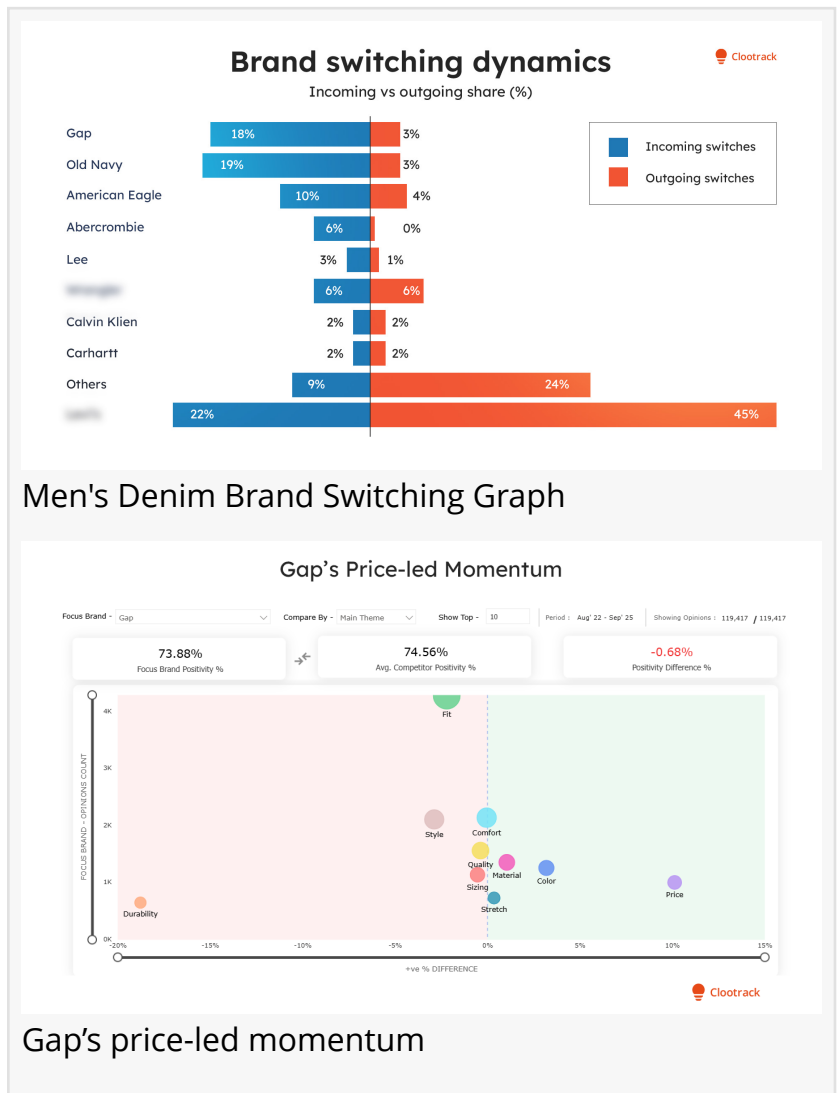 Brand switching dynamics
Clootrack
Incoming vs outgoing share (%)
Gap 18% 3%
Incoming switches
Old Navy 19% 3%
Outgoing switches
American Eagle 10% 4%
Abercrombie 6% 0%
Lee 3% 1%
6% 6%
Calvin Klien 2% 2%
Carhartt 2% 2%
Others 9% 24%
22% 45%
Men's Denim Brand Switching Graph
Gap's Price-led Momentum
Focus Brand - Gap Compare By - Main Theme Show Top - 10 Period : Aug' 22 - Sep' 25 Showing Opinions : 119,417 / 119,417
73.88% 74.56% -0.68%
Focus Brand Positivity % Avg. Competitor Positivity % Positivity Difference %
4K
Fit
3K
FOCUS BRAND - OPINIONS COUNT
2K
Style Comfort
Quality
Material
Color
1K
Sizing
Price
Stretch
Durability
0K
-20% -15% -10% -5% 0% 5% 10% 15%
+ve % DIFFERENCE
Clootrack
Gap's price-led momentum